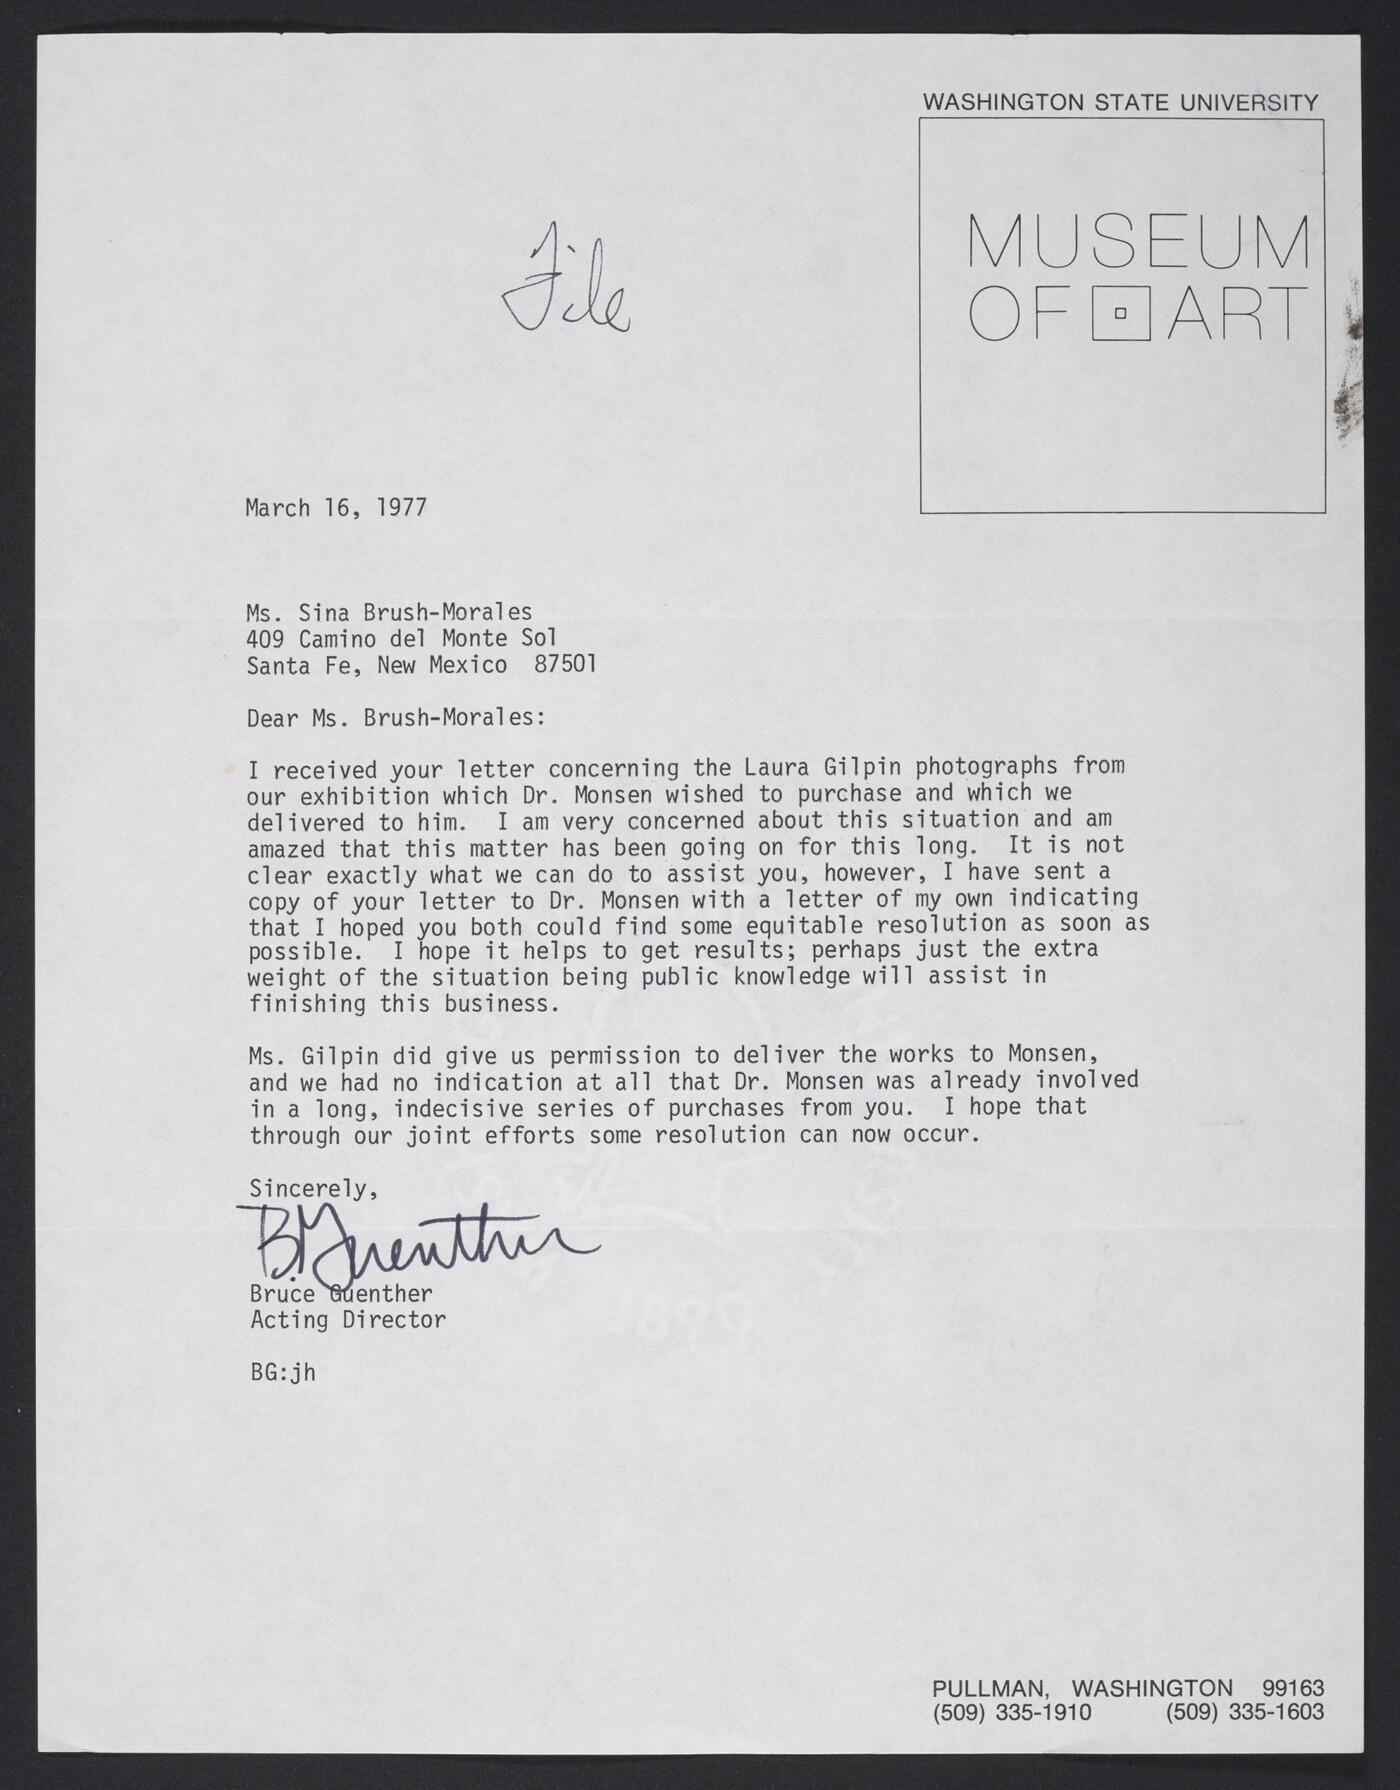 WASHINGTON STATE UNIVERSITY
MUSEUM
OF ART
File
March 16, 1977
Ms. Sina Brush-Morales
409 Camino del Monte Sol
Santa Fe, New Mexico  87501
Dear Ms. Brush-Morales:
I received your letter concerning the Laura Gilpin photographs from
our exhibition which Dr. Monsen wished to purchase and which we
delivered to him.  I am very concerned about this situation and am
amazed that this matter has been going on for this long.  It is not
clear exactly what we can do to assist you, however, I have sent a
copy of your letter to Dr. Monsen with a letter of my own indicating
that I hoped you both could find some equitable resolution as soon as
possible.  I hope it helps to get results; perhaps just the extra
weight of the situation being public knowledge will assist in
finishing this business.
Ms. Gilpin did give us permission to deliver the works to Monsen,
and we had no indication at all that Dr. Monsen was already involved
in a long, indecisive series of purchases from you.  I hope that
through our joint efforts some resolution can now occur.
Sincerely,
B. Guenther
Bruce Guenther
Acting Director
BG:jh
PULLMAN, WASHINGTON 99163
(509) 335-1910 (509) 335-1603